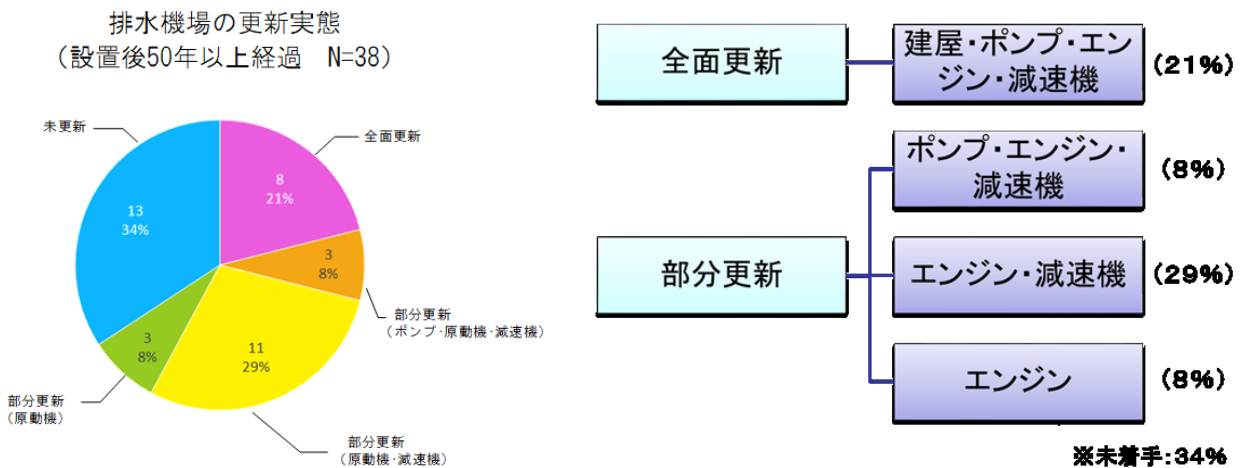 排水機場の更新実態
（設置後50年以上経過　N=38）
未更新
全面更新
8
21%
13
34%
3
8%
部分更新
（ポンプ・原動機・減速機）
3
8%
11
29%
部分更新
（原動機）
部分更新
（原動機・減速機）
全面更新
建屋・ポンプ・エン
ジン・減速機
(21%)
ポンプ・エンジン・
減速機
(8%)
部分更新
エンジン・減速機
(29%)
エンジン
(8%)
※未着手:34%